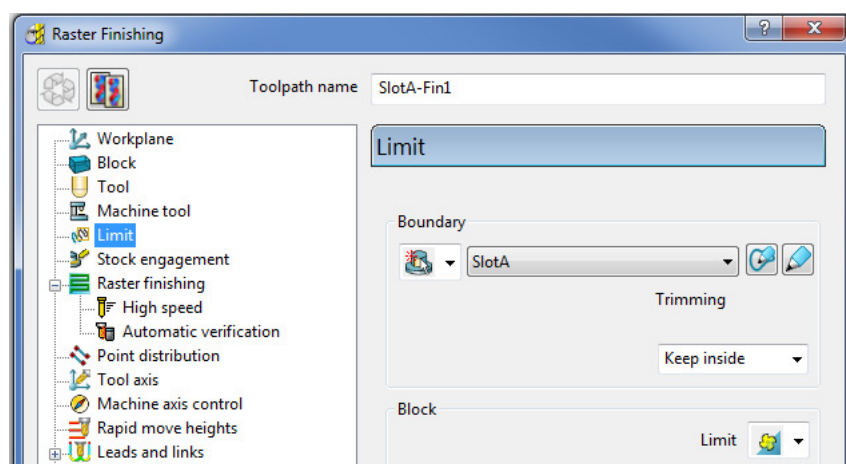 Raster Finishing
Toolpath name SlotA-Fin1
Workplane
Block
Tool
Machine tool
Limit
Stock engagement
Raster finishing
High speed
Automatic verification
Point distribution
Tool axis
Machine axis control
Rapid move heights
Leads and links
Limit
Boundary
SlotA
Trimming
Keep inside
Block
Limit